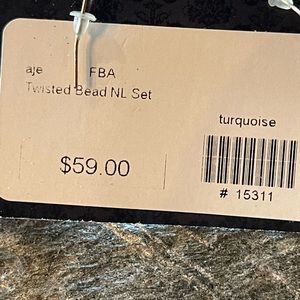 aje FBA
Twisted Bead NL Set
turquoise
$59.00
# 15311